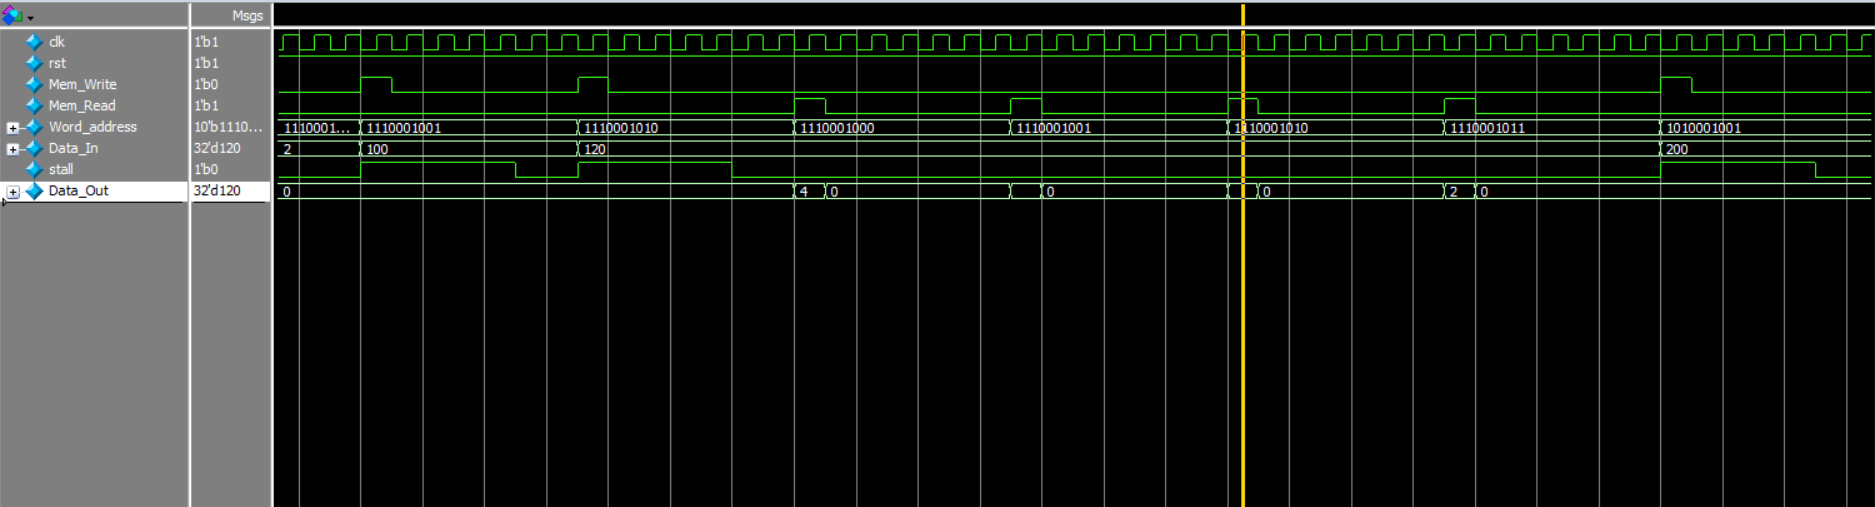 Msgs
clk 1'b1
rst 1'b1
Mem_Write 1'b0
Mem_Read 1'b1
Word_address 10'b1110... 1110001... 1110001001 1110001010 1110001000 1110001001 1110001010 1110001011 1010001001
Data_In 32'd120 2 100 120 200
stall 1'b0
Data_Out 32'd120 0 4 0 0 0 2 0